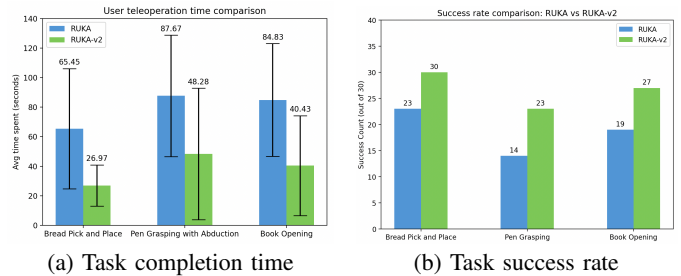 User teleoperation time comparison
RUKA
RUKA-v2
Avg time spent (seconds)
140
120
100
80
60
40
20
0
65.45
26.97
87.67
48.28
84.83
40.43
Bread Pick and Place
Pen Grasping with Abduction
Book Opening
(a) Task completion time
Success rate comparison: RUKA vs RUKA-v2
RUKA
RUKA-v2
Success Count (out of 30)
40
35
30
25
20
15
10
5
0
23
30
14
23
19
27
Bread Pick and Place
Pen Grasping
Book Opening
(b) Task success rate